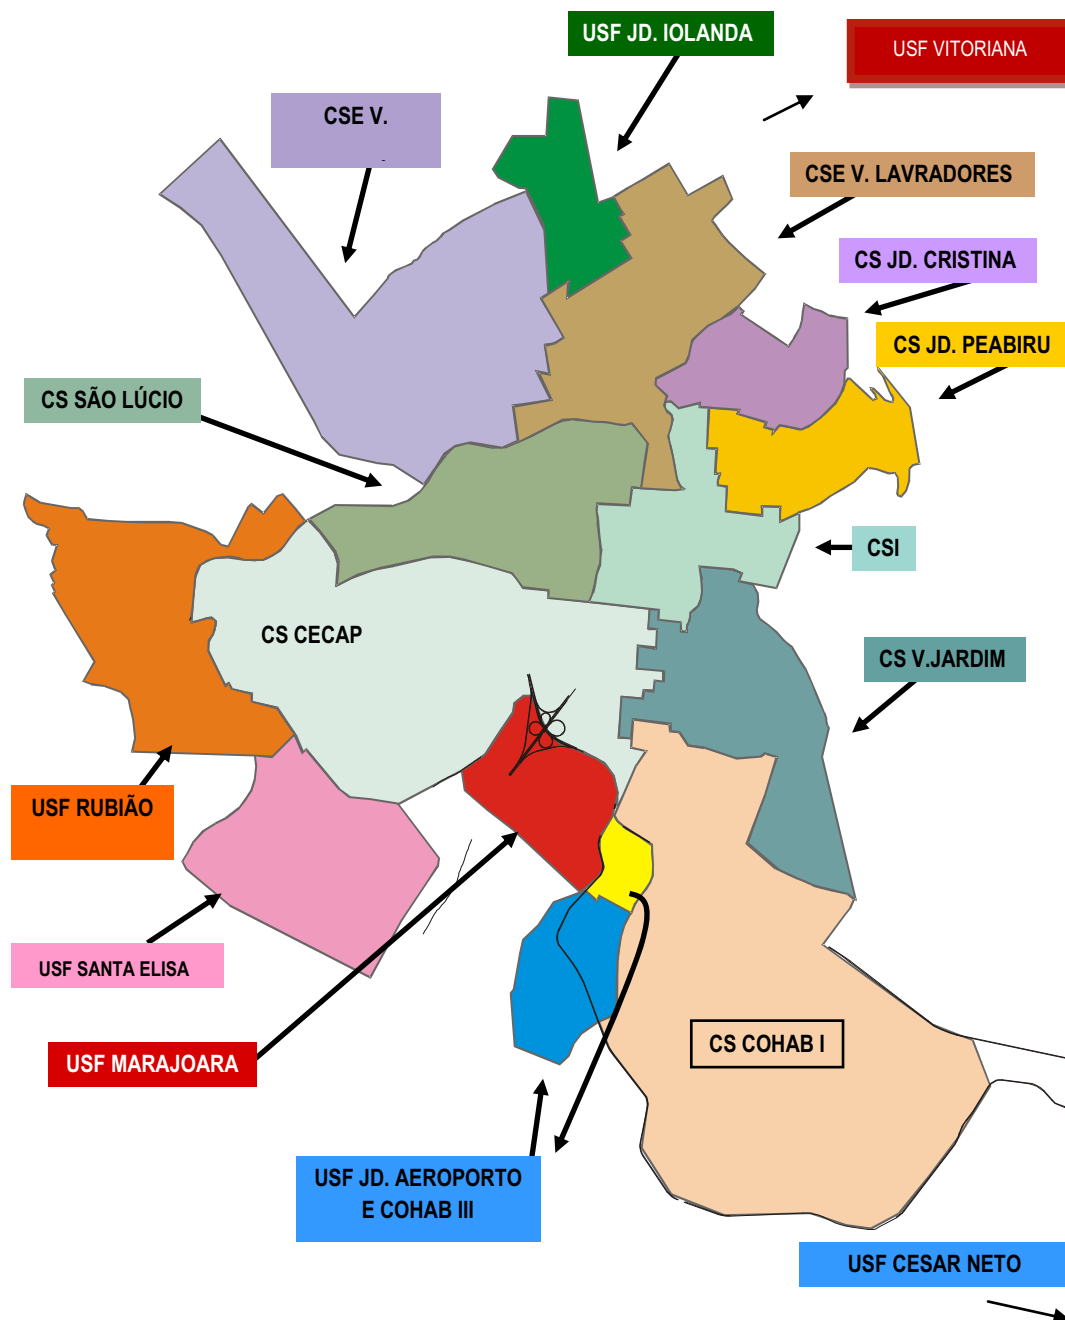 USF JD. IOLANDA
USF VITORIANA
CSE V.
CSE V. LAVRADORES
CS JD. CRISTINA
CS JD. PEABIRU
CS SÃO LÚCIO
CSI
CS CECAP
CS V.JARDIM
USF RUBIÃO
USF SANTA ELISA
CS COHAB I
USF MARAJOARA
USF JD. AEROPORTO
E COHAB III
USF CESAR NETO